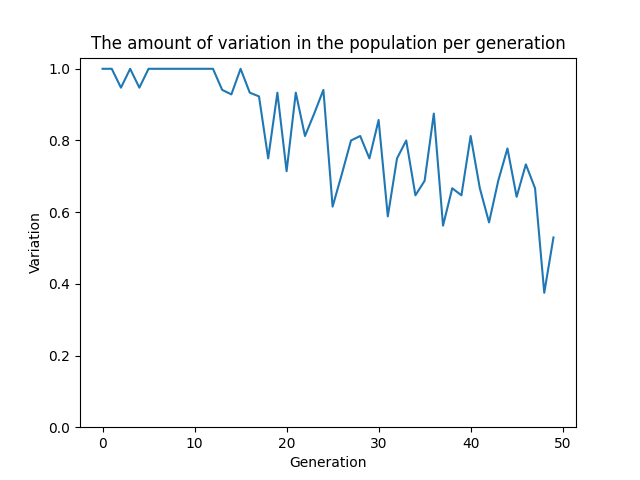 The amount of variation in the population per generation
1.0
0.8
0.6
0.4
0.2
0.0
Variation
0 10 20 30 40 50
Generation